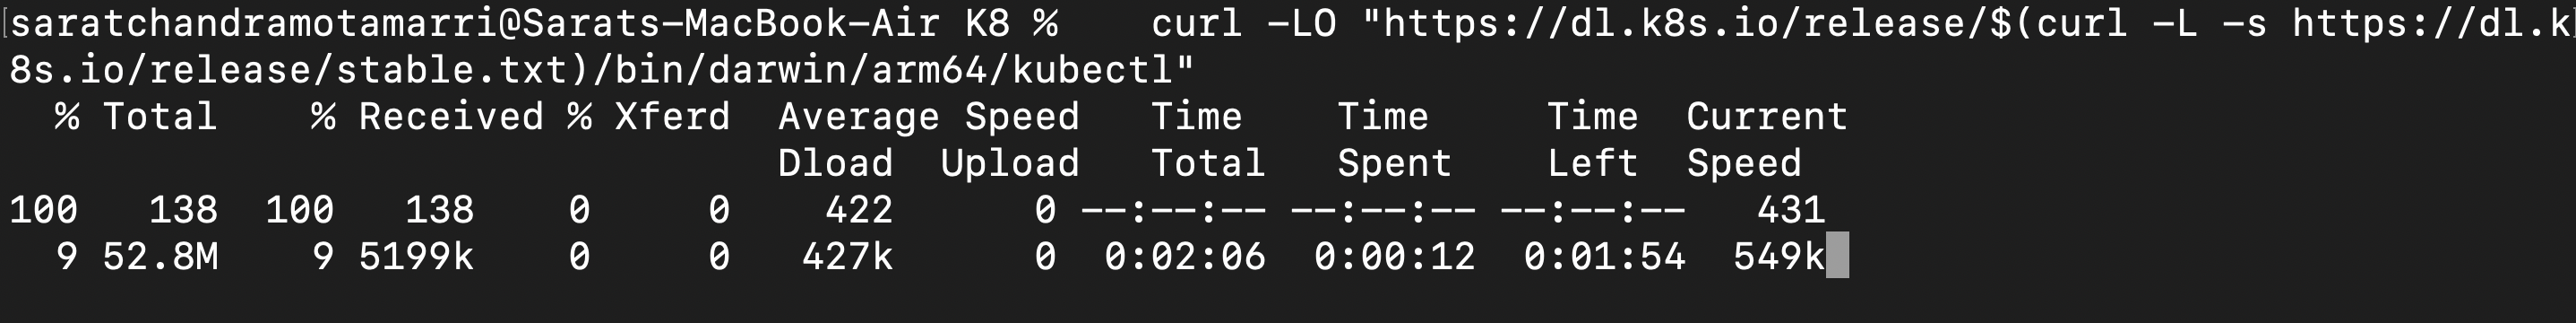 [saratchandramotamarri@Sarats-MacBook-Air K8 %    curl -LO "https://dl.k8s.io/release/$(curl -L -s https://dl.k]
8s.io/release/stable.txt)/bin/darwin/arm64/kubectl"
  % Total    % Received % Xferd  Average Speed   Time    Time     Time  Current
                                 Dload  Upload   Total   Spent    Left  Speed
100   138  100   138    0     0    422      0 --:--:-- --:--:-- --:--:--   431
  9 52.8M    9 5199k    0     0   427k      0  0:02:06  0:00:12  0:01:54  549k